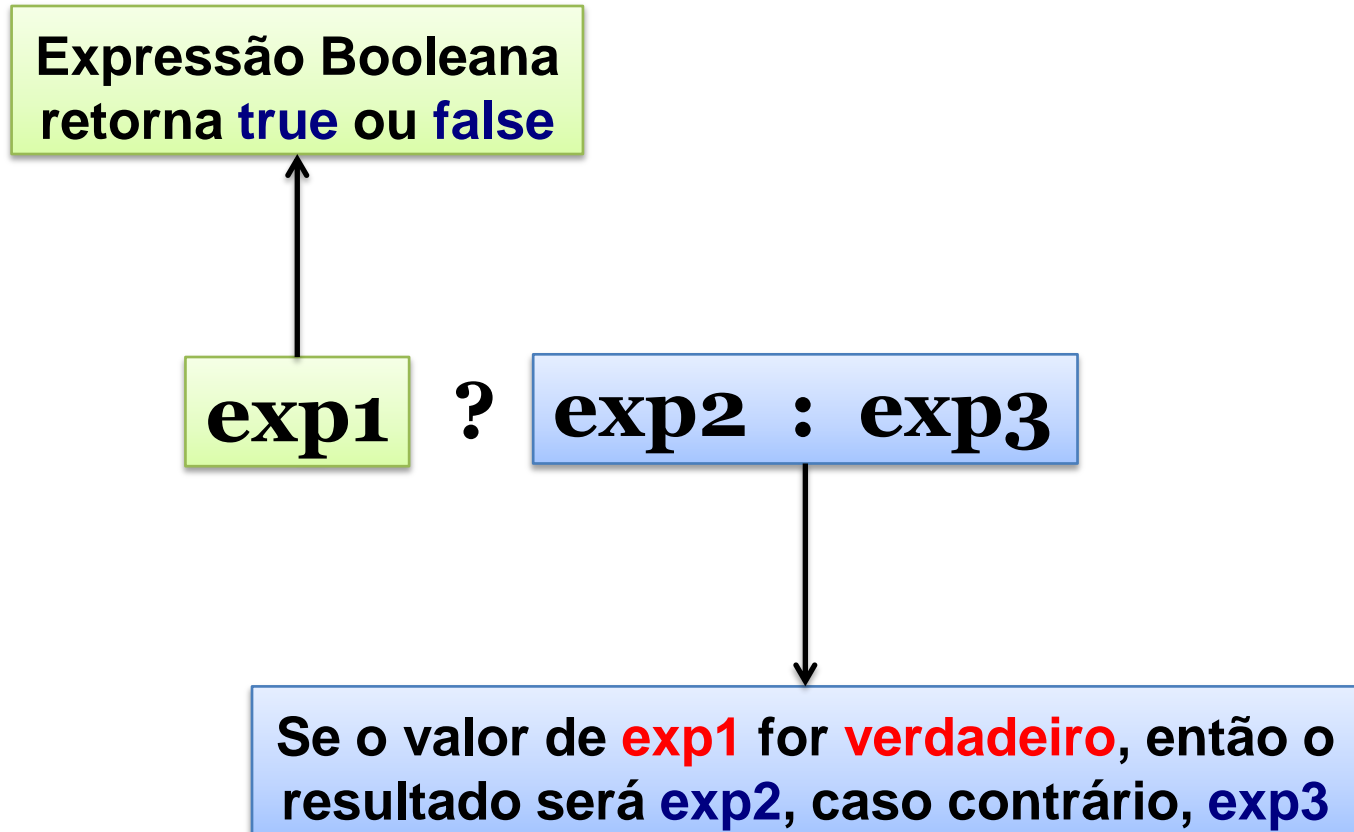 Expressão Booleana
retorna true ou false
exp1 ? exp2 : exp3
Se o valor de exp1 for verdadeiro, então o
resultado será exp2, caso contrário, exp3